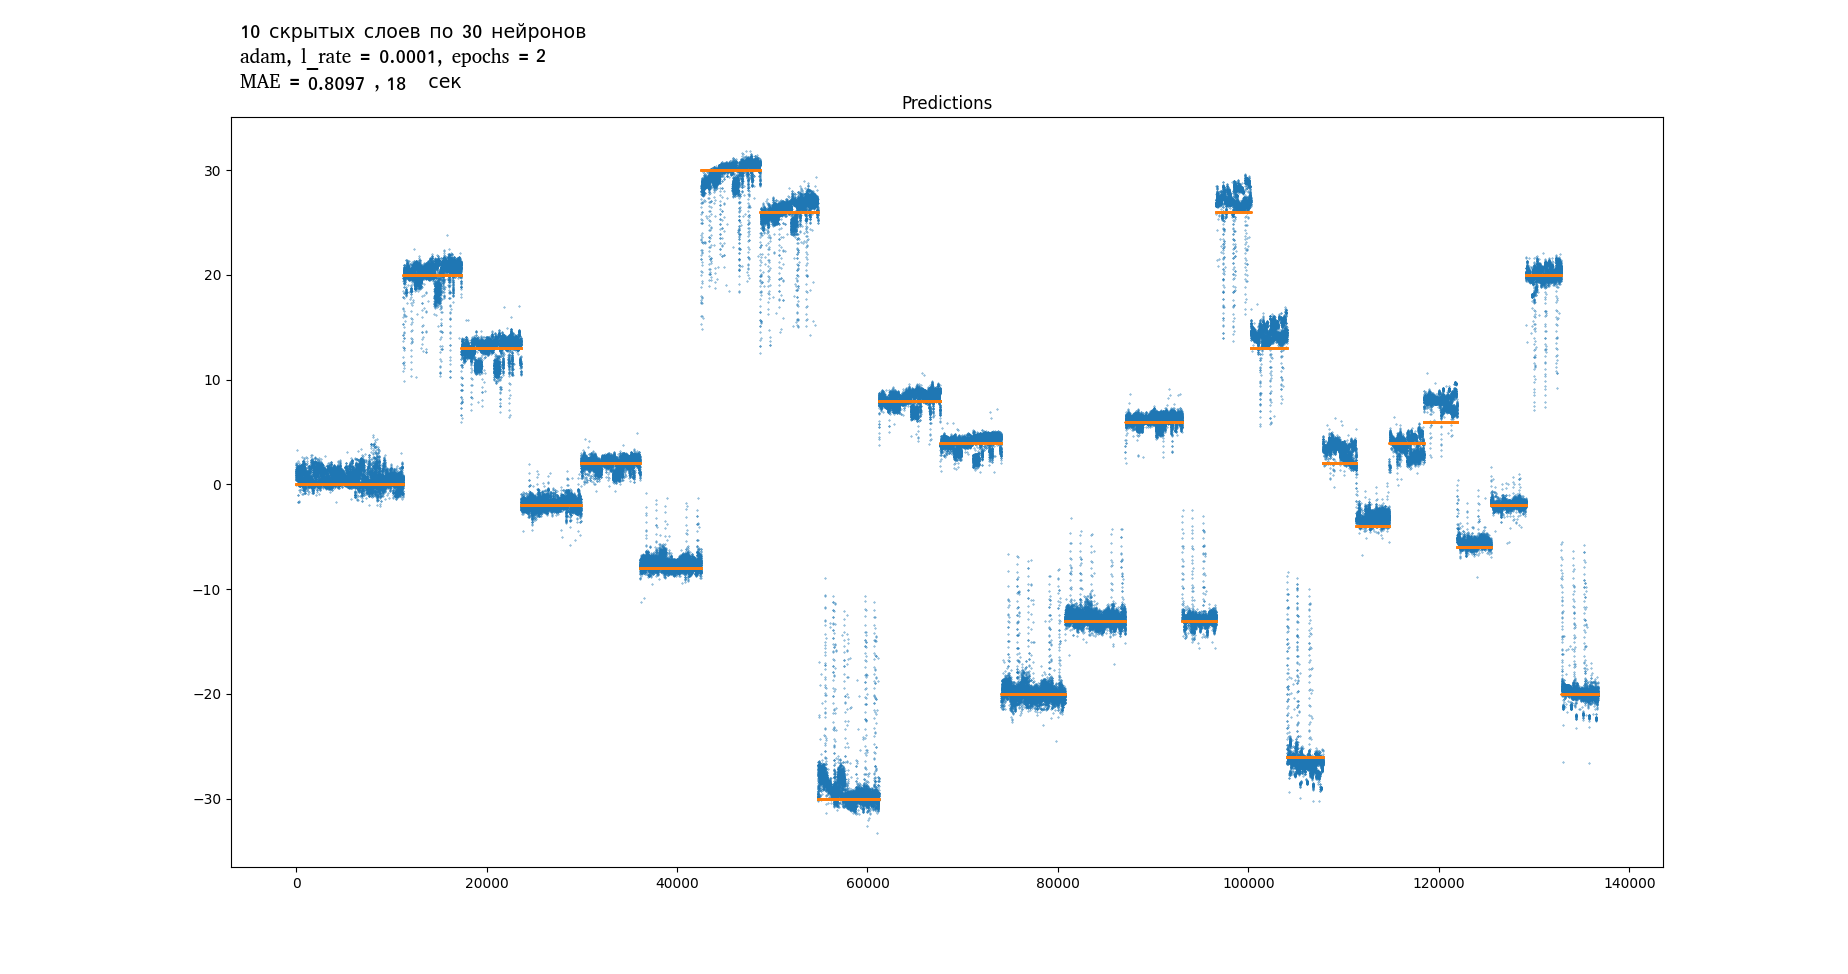 10 скрытых слоев по 30 нейронов
adam, l_rate = 0.0001, epochs = 2
MAE = 0.8097 , 18 сек
Predictions
30
20
10
0
−10
−20
−30
0 20000 40000 60000 80000 100000 120000 140000